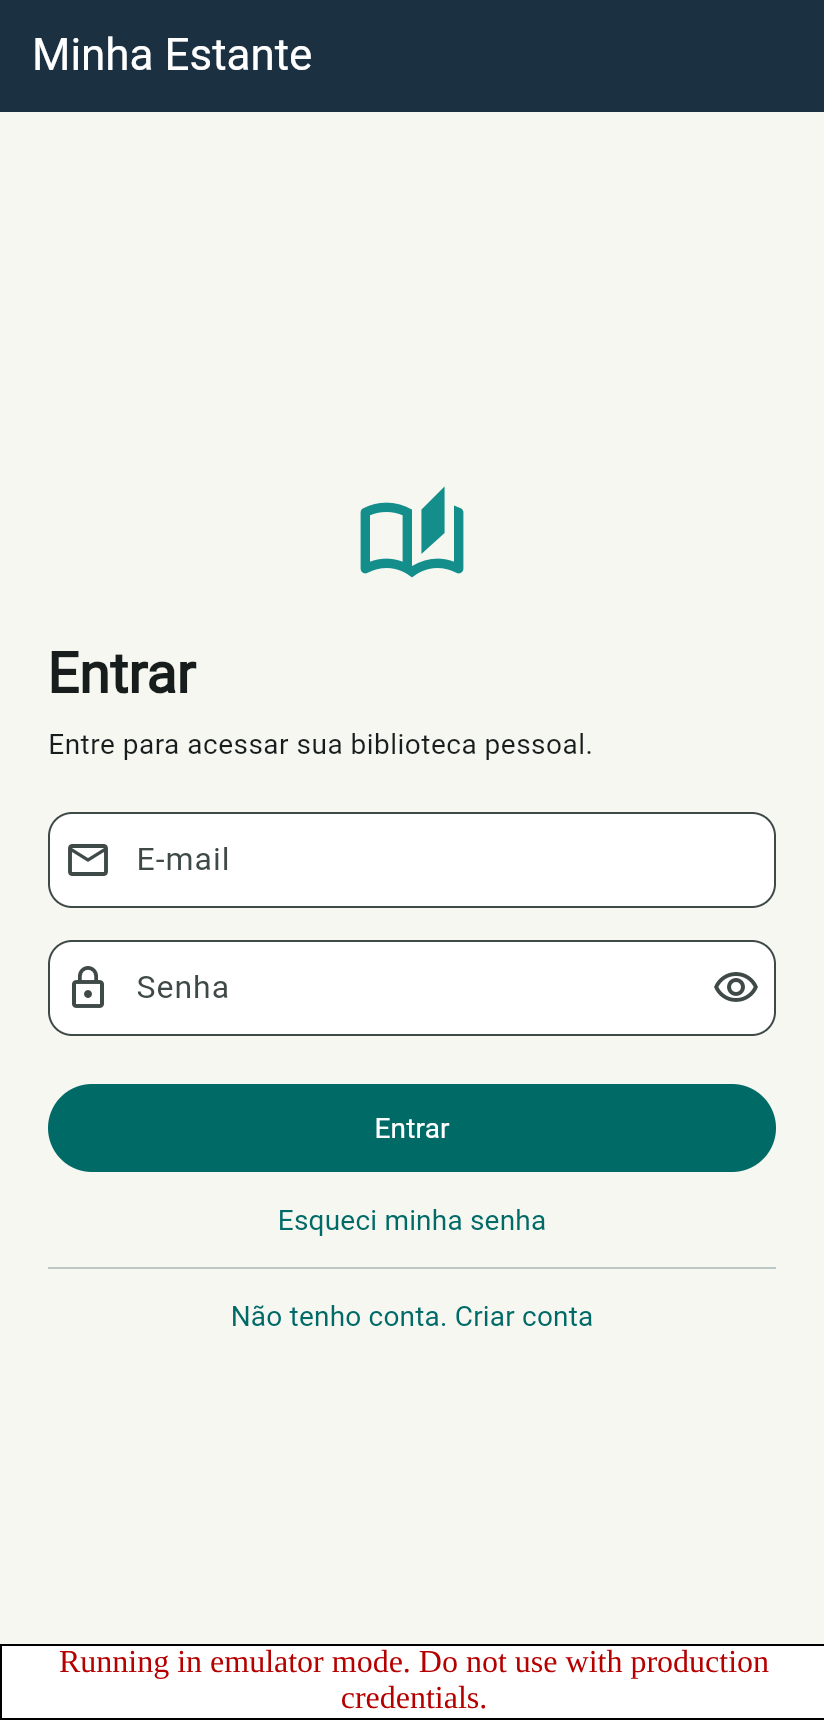 Minha Estante
Entrar
Entre para acessar sua biblioteca pessoal.
E-mail
Senha
Entrar
Esqueci minha senha
Não tenho conta. Criar conta
Running in emulator mode. Do not use with production
credentials.